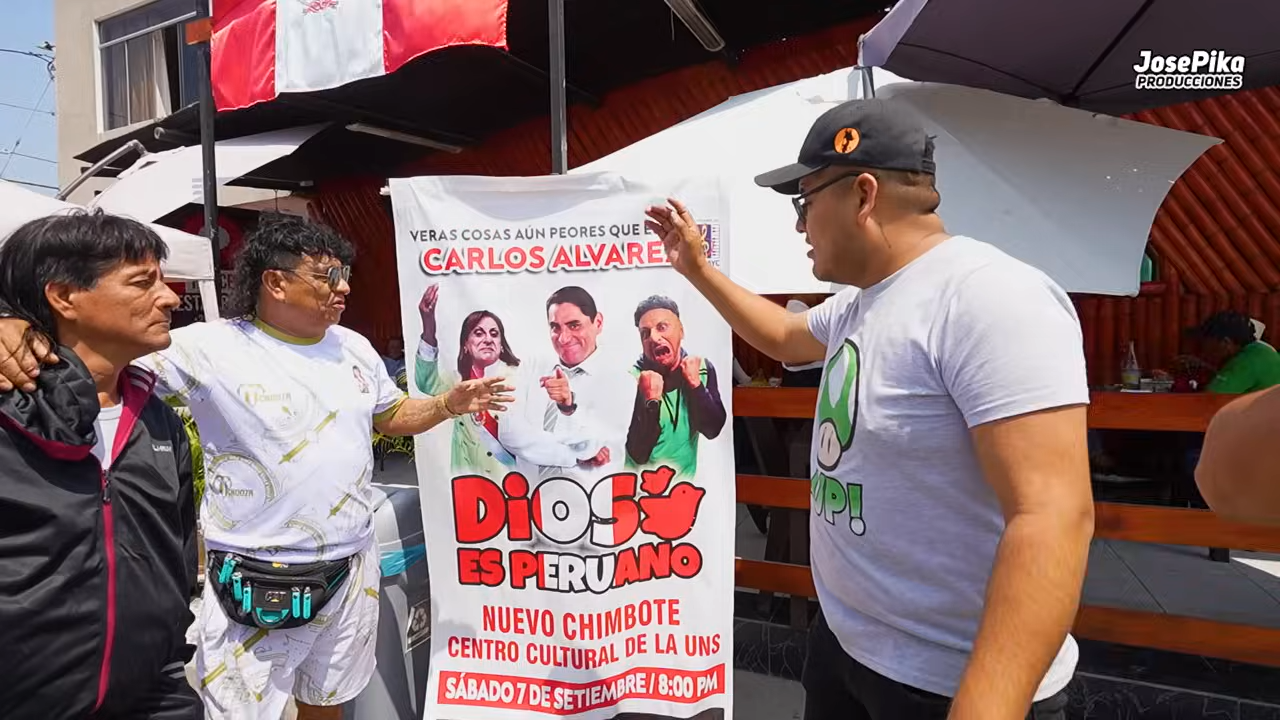 JosePika
PRODUCCIONES
VERAS COSAS AÚN PEORES QUE E
CARLOS ALVAREZ
DiOS
ES PERUANO
NUEVO CHIMBOTE
CENTRO CULTURAL DE LA UNS
SÁBADO 7 DE SETIEMBRE / 8:00 PM
UP!